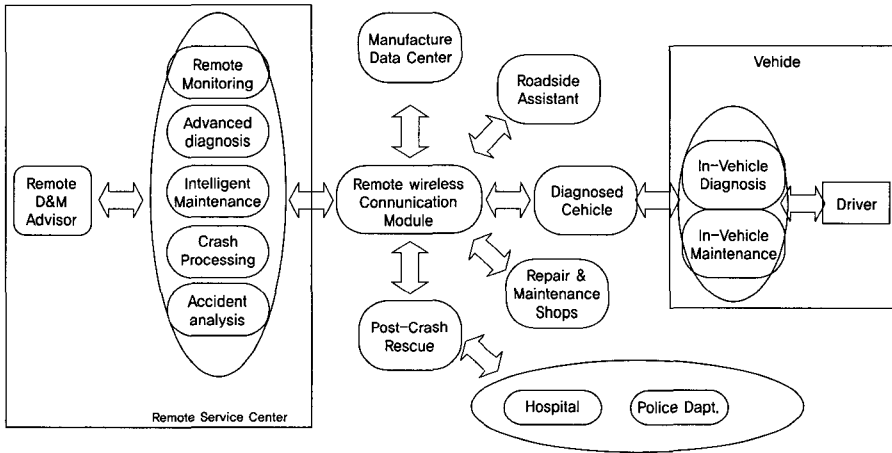 Remote
D&M
Advisor
Remote
Monitoring
Advanced
diagnosis
Intelligent
Maintenance
Crash
Processing
Accident
analysis
Remote Service Center
Manufacture
Data Center
Roadside
Assistant
Remote wireless
Connunication
Module
Diagnosed
Cehicle
Repair &
Maintenance
Shops
Post-Crash
Rescue
Hospital
Police Dapt.
Vehide
In-Vehicle
Diagnosis
In-Vehicle
Maintenance
Driver